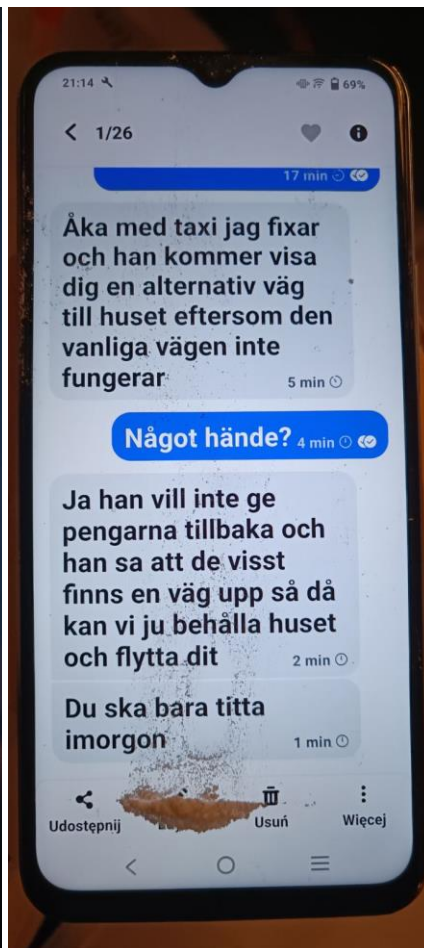 21:14
69%
1/26
17 min
Åka med taxi jag fixar
och han kommer visa
dig en alternativ väg
till huset eftersom den
vanliga vägen inte
fungerar
5 min
Något hände? 4 min
Ja han vill inte ge
pengarna tillbaka och
han sa att de visst
finns en väg upp så då
kan vi ju behålla huset
och flytta dit
2 min
Du ska bara titta
imorgon
1 min
Udostępnij
Usuń
Więcej